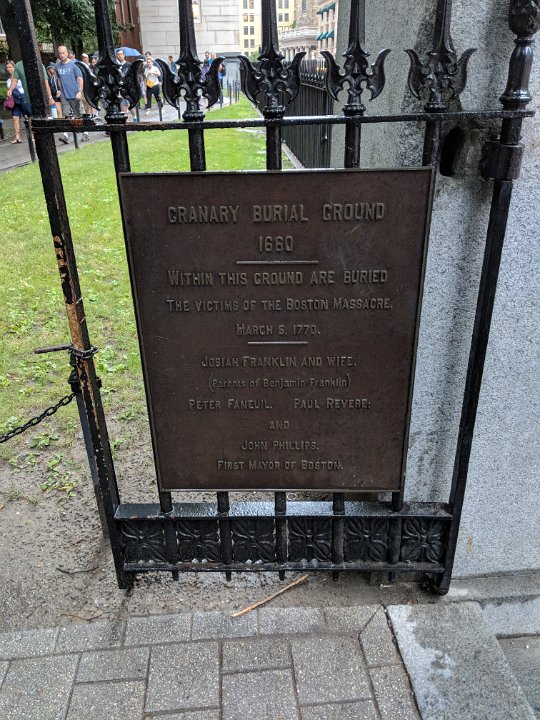 GRANARY BURIAL GROUND
1660
WITHIN THIS GROUND ARE BURIED
THE VICTIMS OF THE BOSTON MASSACRE,
MARCH 5, 1770.
JOSIAH FRANKLIN AND WIFE,
(Parents of Benjamin Franklin)
PETER FANEUIL, PAUL REVERE;
AND
JOHN PHILLIPS,
FIRST MAYOR OF BOSTON.